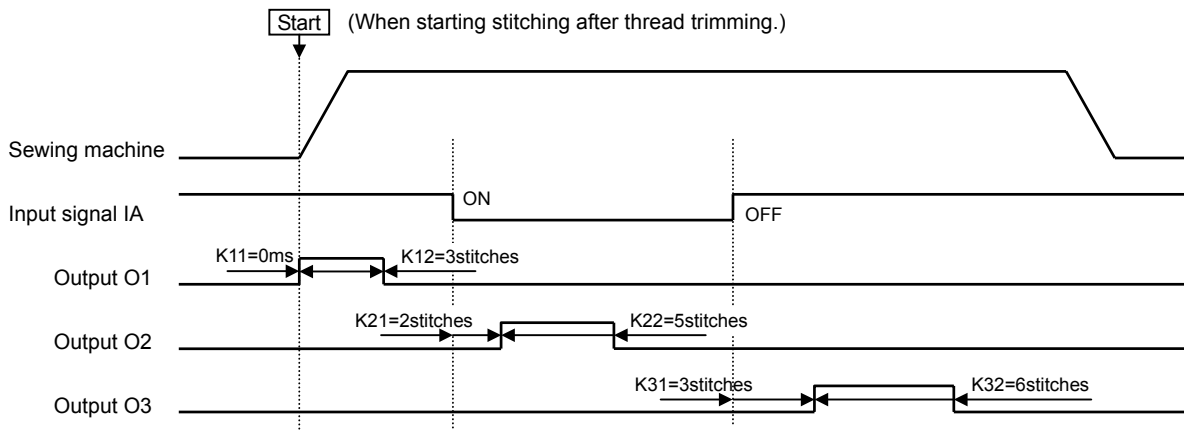 Start (When starting stitching after thread trimming.)
Sewing machine
Input signal IA
ON
OFF
Output O1
K11=0ms
K12=3stitches
Output O2
K21=2stitches
K22=5stitches
Output O3
K31=3stitches
K32=6stitches